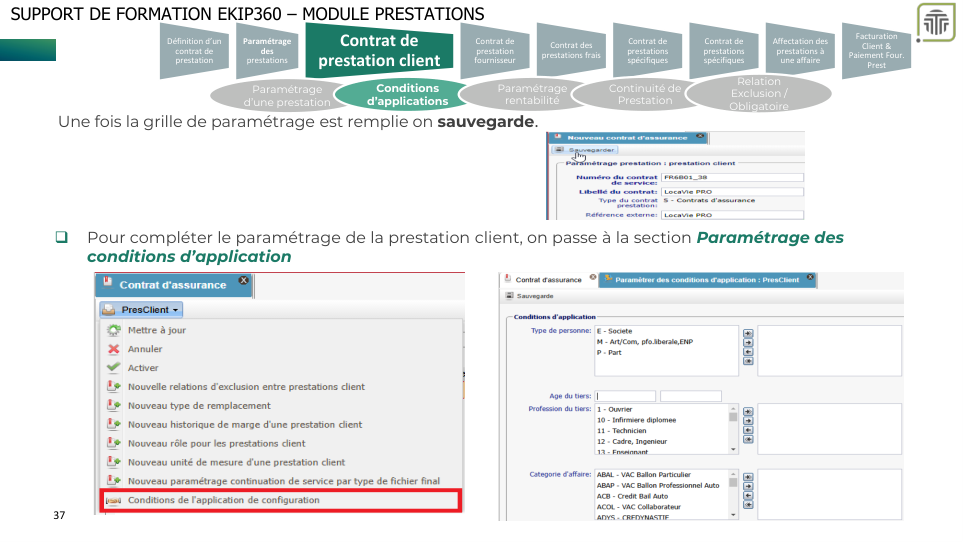 SUPPORT DE FORMATION EKIP360 – MODULE PRESTATIONS
Définition d'un
contrat de
prestation
Paramétrage
des
prestations
Contrat de
prestation client
Contrat de
prestation
fournisseur
Contrat des
prestations frais
Contrat de
prestations
spécifiques
Contrat de
prestations
spécifiques
Affectation des
prestations à
une affaire
Facturation
Client &
Paiement Four.
Prest
Paramétrage
d'une prestation
Conditions
d'applications
Paramétrage
rentabilité
Continuité de
Prestation
Relation
Exclusion /
Obligatoire
Une fois la grille de paramétrage est remplie on sauvegarde.
Nouveau contrat d'assurance
Sauvegarder
Paramétrage prestation : prestation client
Numéro du contrat
de service: FR6B01_38
Libellé du contrat: LocaVie PRO
Type du contrat
prestation: S - Contrats d'assurance
Référence externe: LocaVie PRO
Pour compléter le paramétrage de la prestation client, on passe à la section Paramétrage des
conditions d'application
Contrat d'assurance
PresClient
Mettre à jour
Annuler
Activer
Nouvelle relations d'exclusion entre prestations client
Nouveau type de remplacement
Nouveau historique de marge d'une prestation client
Nouveau rôle pour les prestations client
Nouveau unité de mesure d'une prestation client
Nouveau paramétrage continuation de service par type de fichier final
Conditions de l'application de configuration
Contrat d'assurance
Paramétrer des conditions d'application : PresClient
Sauvegarde
Conditions d'application
Type de personne: E - Societe
M - Art/Com, pfo.liberale,ENP
P - Part
Age du tiers:
Profession du tiers: 1 - Ouvrier
10 - Infirmiere diplomee
11 - Technicien
12 - Cadre, Ingenieur
13 - Enseignant
Categorie d'affaire: ABAL - VAC Ballon Particulier
ABAP - VAC Ballon Professionnel Auto
ACB - Credit Bail Auto
ACOL - VAC Collaborateur
ADYS - CREDYNASTIE
37